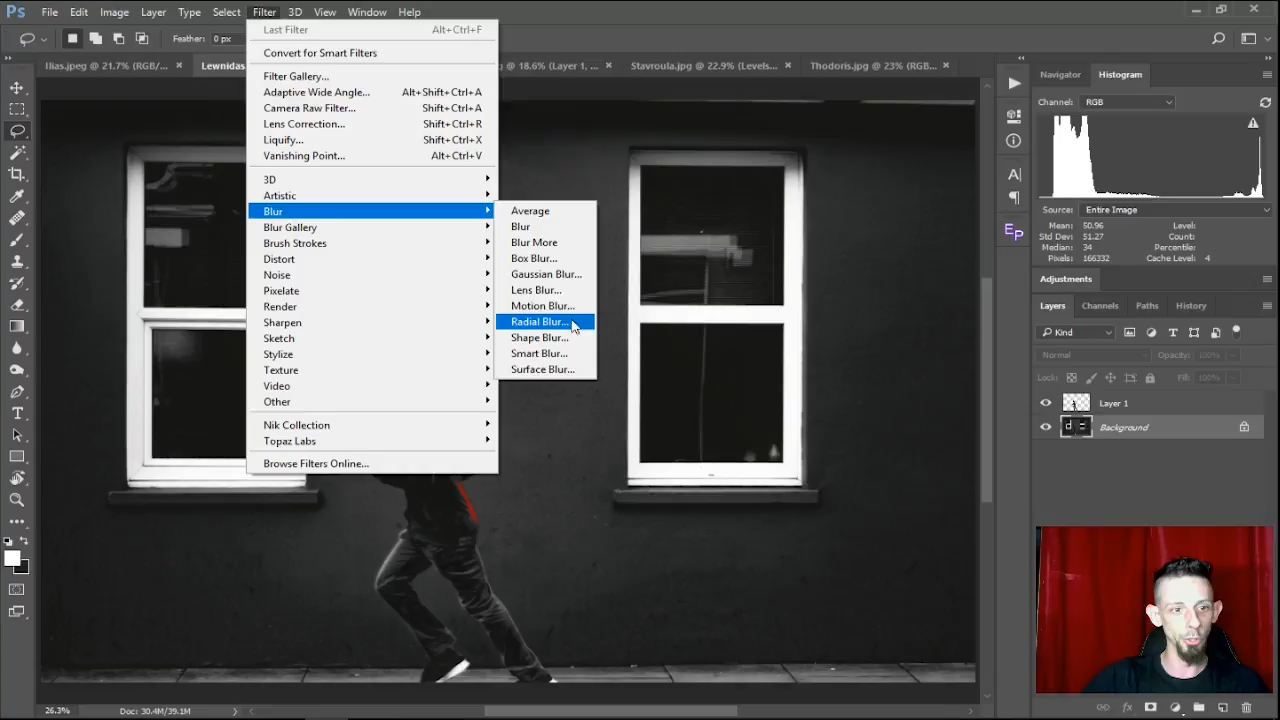 Ps File Edit Image Layer Type Select Filter 3D View Window Help
Feather: 0 px
Ilias.jpeg @ 21.7% (RGB/... × Lewnidas. g @ 18.6% (Layer 1, ... × Stavroula.jpg @ 22.9% (Levels... × Thodoris.jpg @ 23% (RGB... ×
Last Filter Alt+Ctrl+F
Convert for Smart Filters
Filter Gallery...
Adaptive Wide Angle... Alt+Shift+Ctrl+A
Camera Raw Filter... Shift+Ctrl+A
Lens Correction... Shift+Ctrl+R
Liquify... Shift+Ctrl+X
Vanishing Point... Alt+Ctrl+V
3D
Artistic
Blur
Blur Gallery
Brush Strokes
Distort
Noise
Pixelate
Render
Sharpen
Sketch
Stylize
Texture
Video
Other
Nik Collection
Topaz Labs
Browse Filters Online...
Average
Blur
Blur More
Box Blur...
Gaussian Blur...
Lens Blur...
Motion Blur...
Radial Blur...
Shape Blur...
Smart Blur...
Surface Blur...
Navigator Histogram
Channel: RGB
Source: Entire Image
Mean: 50.96 Level:
Std Dev: 51.27 Count:
Median: 34 Percentile:
Pixels: 166332 Cache Level: 4
EP
Adjustments
Layers Channels Paths History
Kind
Normal Opacity: 100%
Lock: Fill: 100%
Layer 1
Background
fx
26.3% Doc: 30.4M/39.1M